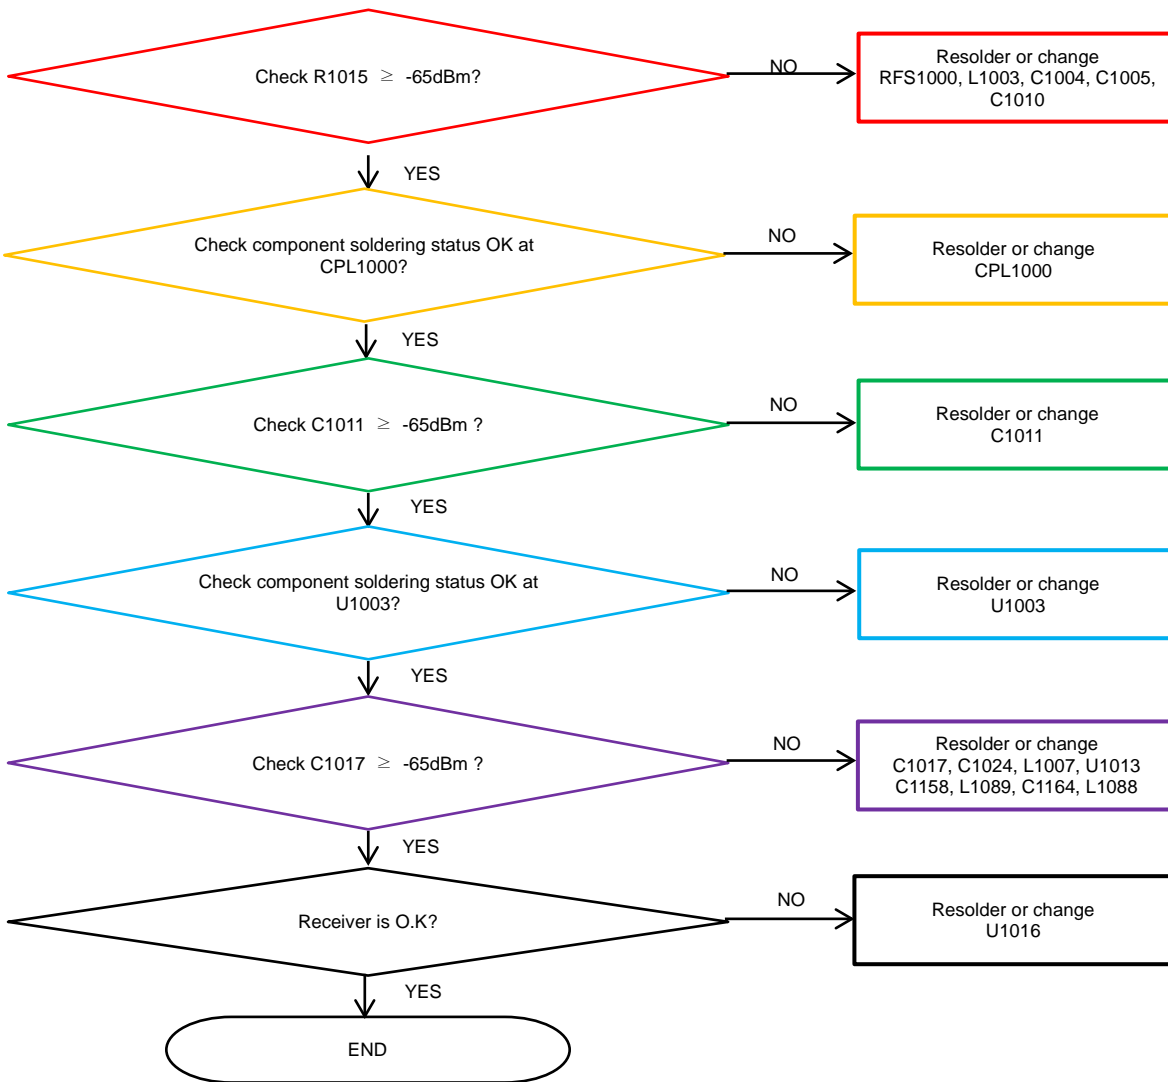 Check R1015 ≥ -65dBm?
NO
Resolder or change
RFS1000, L1003, C1004, C1005,
C1010
YES
Check component soldering status OK at
CPL1000?
NO
Resolder or change
CPL1000
YES
Check C1011 ≥ -65dBm ?
NO
Resolder or change
C1011
YES
Check component soldering status OK at
U1003?
NO
Resolder or change
U1003
YES
Check C1017 ≥ -65dBm ?
NO
Resolder or change
C1017, C1024, L1007, U1013
C1158, L1089, C1164, L1088
YES
Receiver is O.K?
NO
Resolder or change
U1016
YES
END